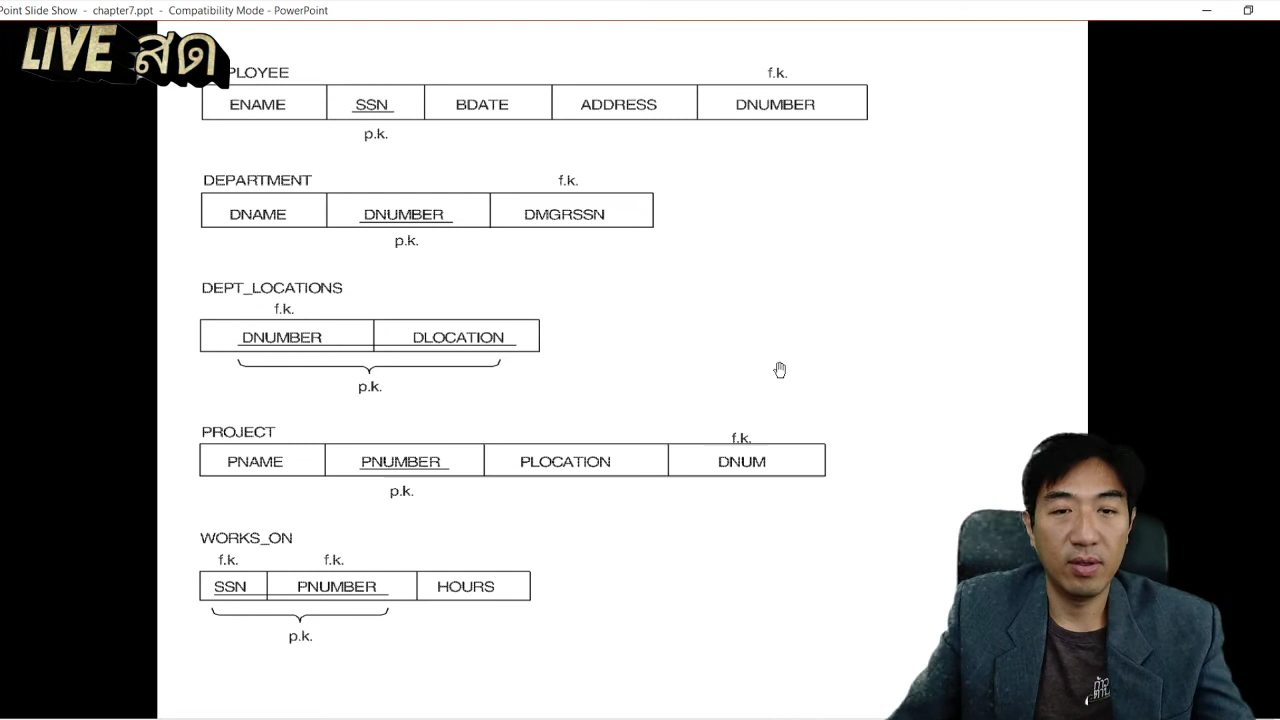 Point Slide Show - chapter7.ppt - Compatibility Mode - PowerPoint
LIVE สด
PLOYEE
f.k.
ENAME SSN BDATE ADDRESS DNUMBER
p.k.
DEPARTMENT
f.k.
DNAME DNUMBER DMGRSSN
p.k.
DEPT_LOCATIONS
f.k.
DNUMBER DLOCATION
p.k.
PROJECT
f.k.
PNAME PNUMBER PLOCATION DNUM
p.k.
WORKS_ON
f.k. f.k.
SSN PNUMBER HOURS
p.k.